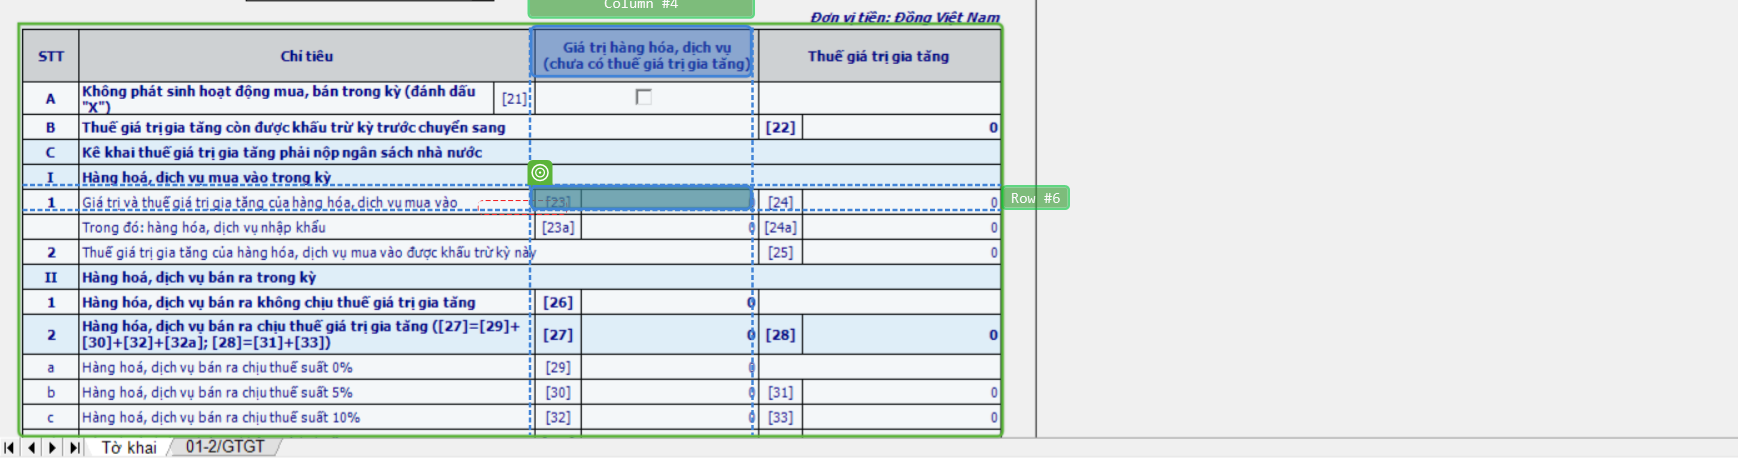 Column #4
Đơn vị tiền: Đồng Việt Nam
STT Chỉ tiêu Giá trị hàng hóa, dịch vụ Thuế giá trị gia tăng
(chưa có thuế giá trị gia tăng)
A Không phát sinh hoạt động mua, bán trong kỳ (đánh dấu [21]
"X")
B Thuế giá trị gia tăng còn được khấu trừ kỳ trước chuyển sang [22] 0
C Kê khai thuế giá trị gia tăng phải nộp ngân sách nhà nước
I Hàng hoá, dịch vụ mua vào trong kỳ
1 Giá trị và thuế giá trị gia tăng của hàng hóa, dịch vụ mua vào [23] 0 [24] 0 Row #6
Trong đó: hàng hóa, dịch vụ nhập khẩu [23a] 0 [24a] 0
2 Thuế giá trị gia tăng của hàng hóa, dịch vụ mua vào được khấu trừ kỳ này [25] 0
II Hàng hoá, dịch vụ bán ra trong kỳ
1 Hàng hóa, dịch vụ bán ra không chịu thuế giá trị gia tăng [26] 0
2 Hàng hóa, dịch vụ bán ra chịu thuế giá trị gia tăng ([27]=[29]+ [27] 0 [28] 0
[30]+[32]+[32a]; [28]=[31]+[33])
a Hàng hoá, dịch vụ bán ra chịu thuế suất 0% [29] 0
b Hàng hoá, dịch vụ bán ra chịu thuế suất 5% [30] 0 [31] 0
c Hàng hoá, dịch vụ bán ra chịu thuế suất 10% [32] 0 [33] 0
Tờ khai 01-2/GTGT